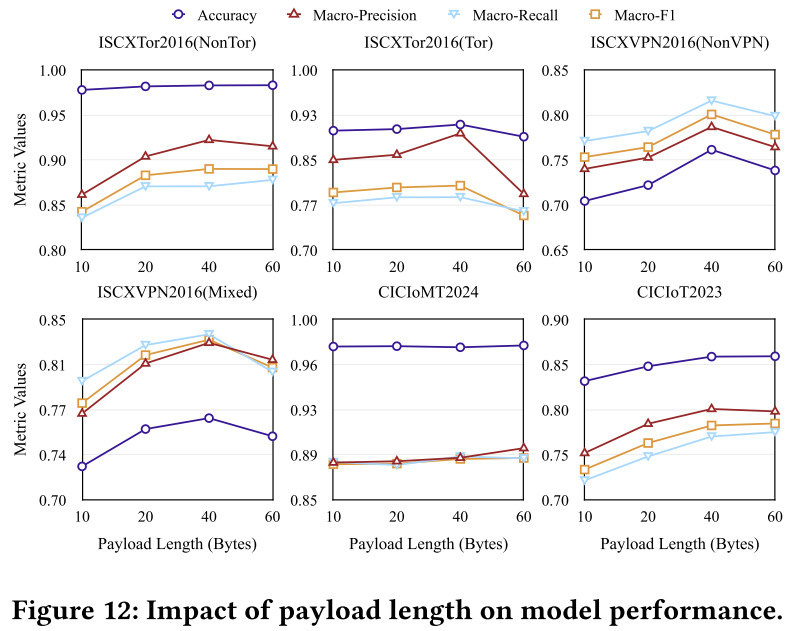 Accuracy Macro-Precision Macro-Recall Macro-F1
ISCXTor2016(NonTor) ISCXTor2016(Tor) ISCXVPN2016(NonVPN)
Metric Values
1.00
0.95
0.90
0.85
0.80
10 20 40 60
1.00
0.93
0.85
0.77
0.70
10 20 40 60
0.85
0.80
0.75
0.70
0.65
10 20 40 60
ISCXVPN2016(Mixed) CICIoMT2024 CICIoT2023
Metric Values
0.85
0.81
0.77
0.74
0.70
10 20 40 60
Payload Length (Bytes)
1.00
0.96
0.93
0.89
0.85
10 20 40 60
Payload Length (Bytes)
0.90
0.85
0.80
0.75
0.70
10 20 40 60
Payload Length (Bytes)
Figure 12: Impact of payload length on model performance.